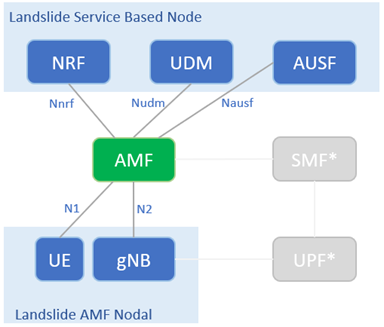 Landslide Service Based Node
NRF
UDM
AUSF
Nnrf
Nudm
Nausf
AMF
SMF*
N1
N2
UE
gNB
UPF*
Landslide AMF Nodal